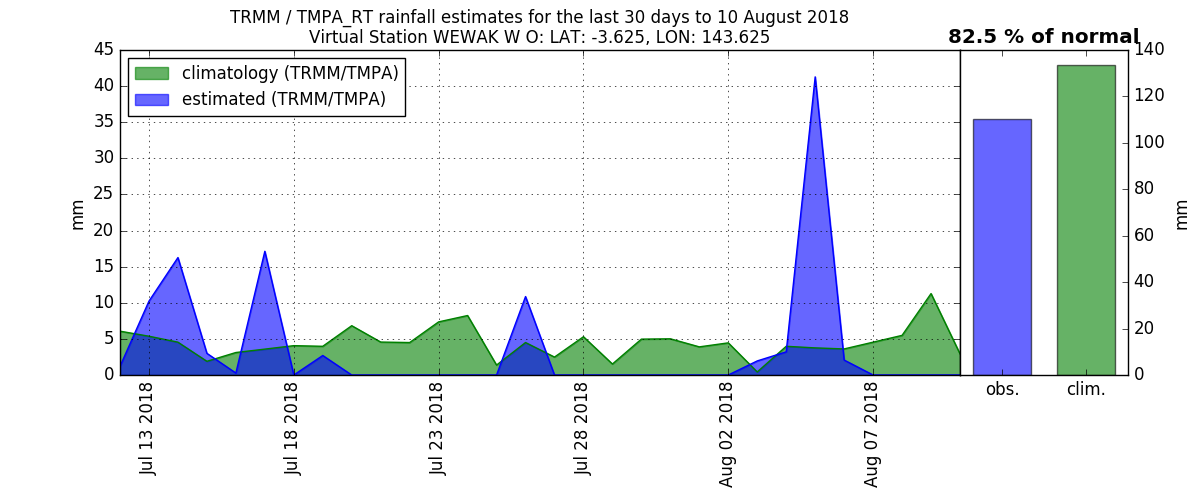 TRMM / TMPA_RT rainfall estimates for the last 30 days to 10 August 2018
Virtual Station WEWAK W O: LAT: -3.625, LON: 143.625
82.5 % of normal
climatology (TRMM/TMPA)
estimated (TRMM/TMPA)
45
40
35
30
25
20
15
10
5
0
mm
Jul 13 2018
Jul 18 2018
Jul 23 2018
Jul 28 2018
Aug 02 2018
Aug 07 2018
140
120
100
80
60
40
20
0
mm
obs.
clim.